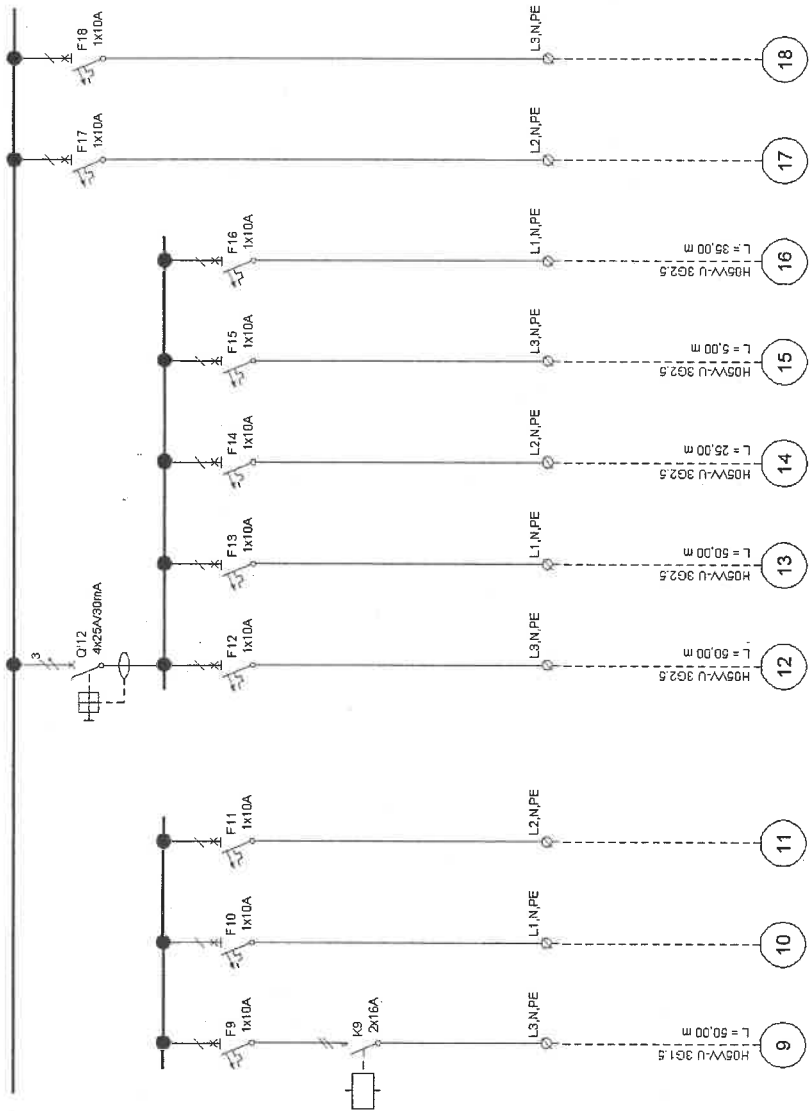 F18
1x10A
L3,N,PE
18
F17
1x10A
L2,N,PE
17
F16
1x10A
L1,N,PE
H05VV-U 3G2.5
L = 35,00 m
16
F15
1x10A
L3,N,PE
H05VV-U 3G2.5
L = 5,00 m
15
F14
1x10A
L2,N,PE
H05VV-U 3G2.5
L = 25,00 m
14
F13
1x10A
L1,N,PE
H05VV-U 3G2.5
L = 50,00 m
13
3
Q'12
4x25A/30mA
F12
1x10A
L3,N,PE
H05VV-U 3G2.5
L = 50,00 m
12
F11
1x10A
L2,N,PE
11
F10
1x10A
L1,N,PE
10
F9
1x10A
K9
2x16A
L3,N,PE
H05VV-U 3G1.5
L = 50,00 m
9